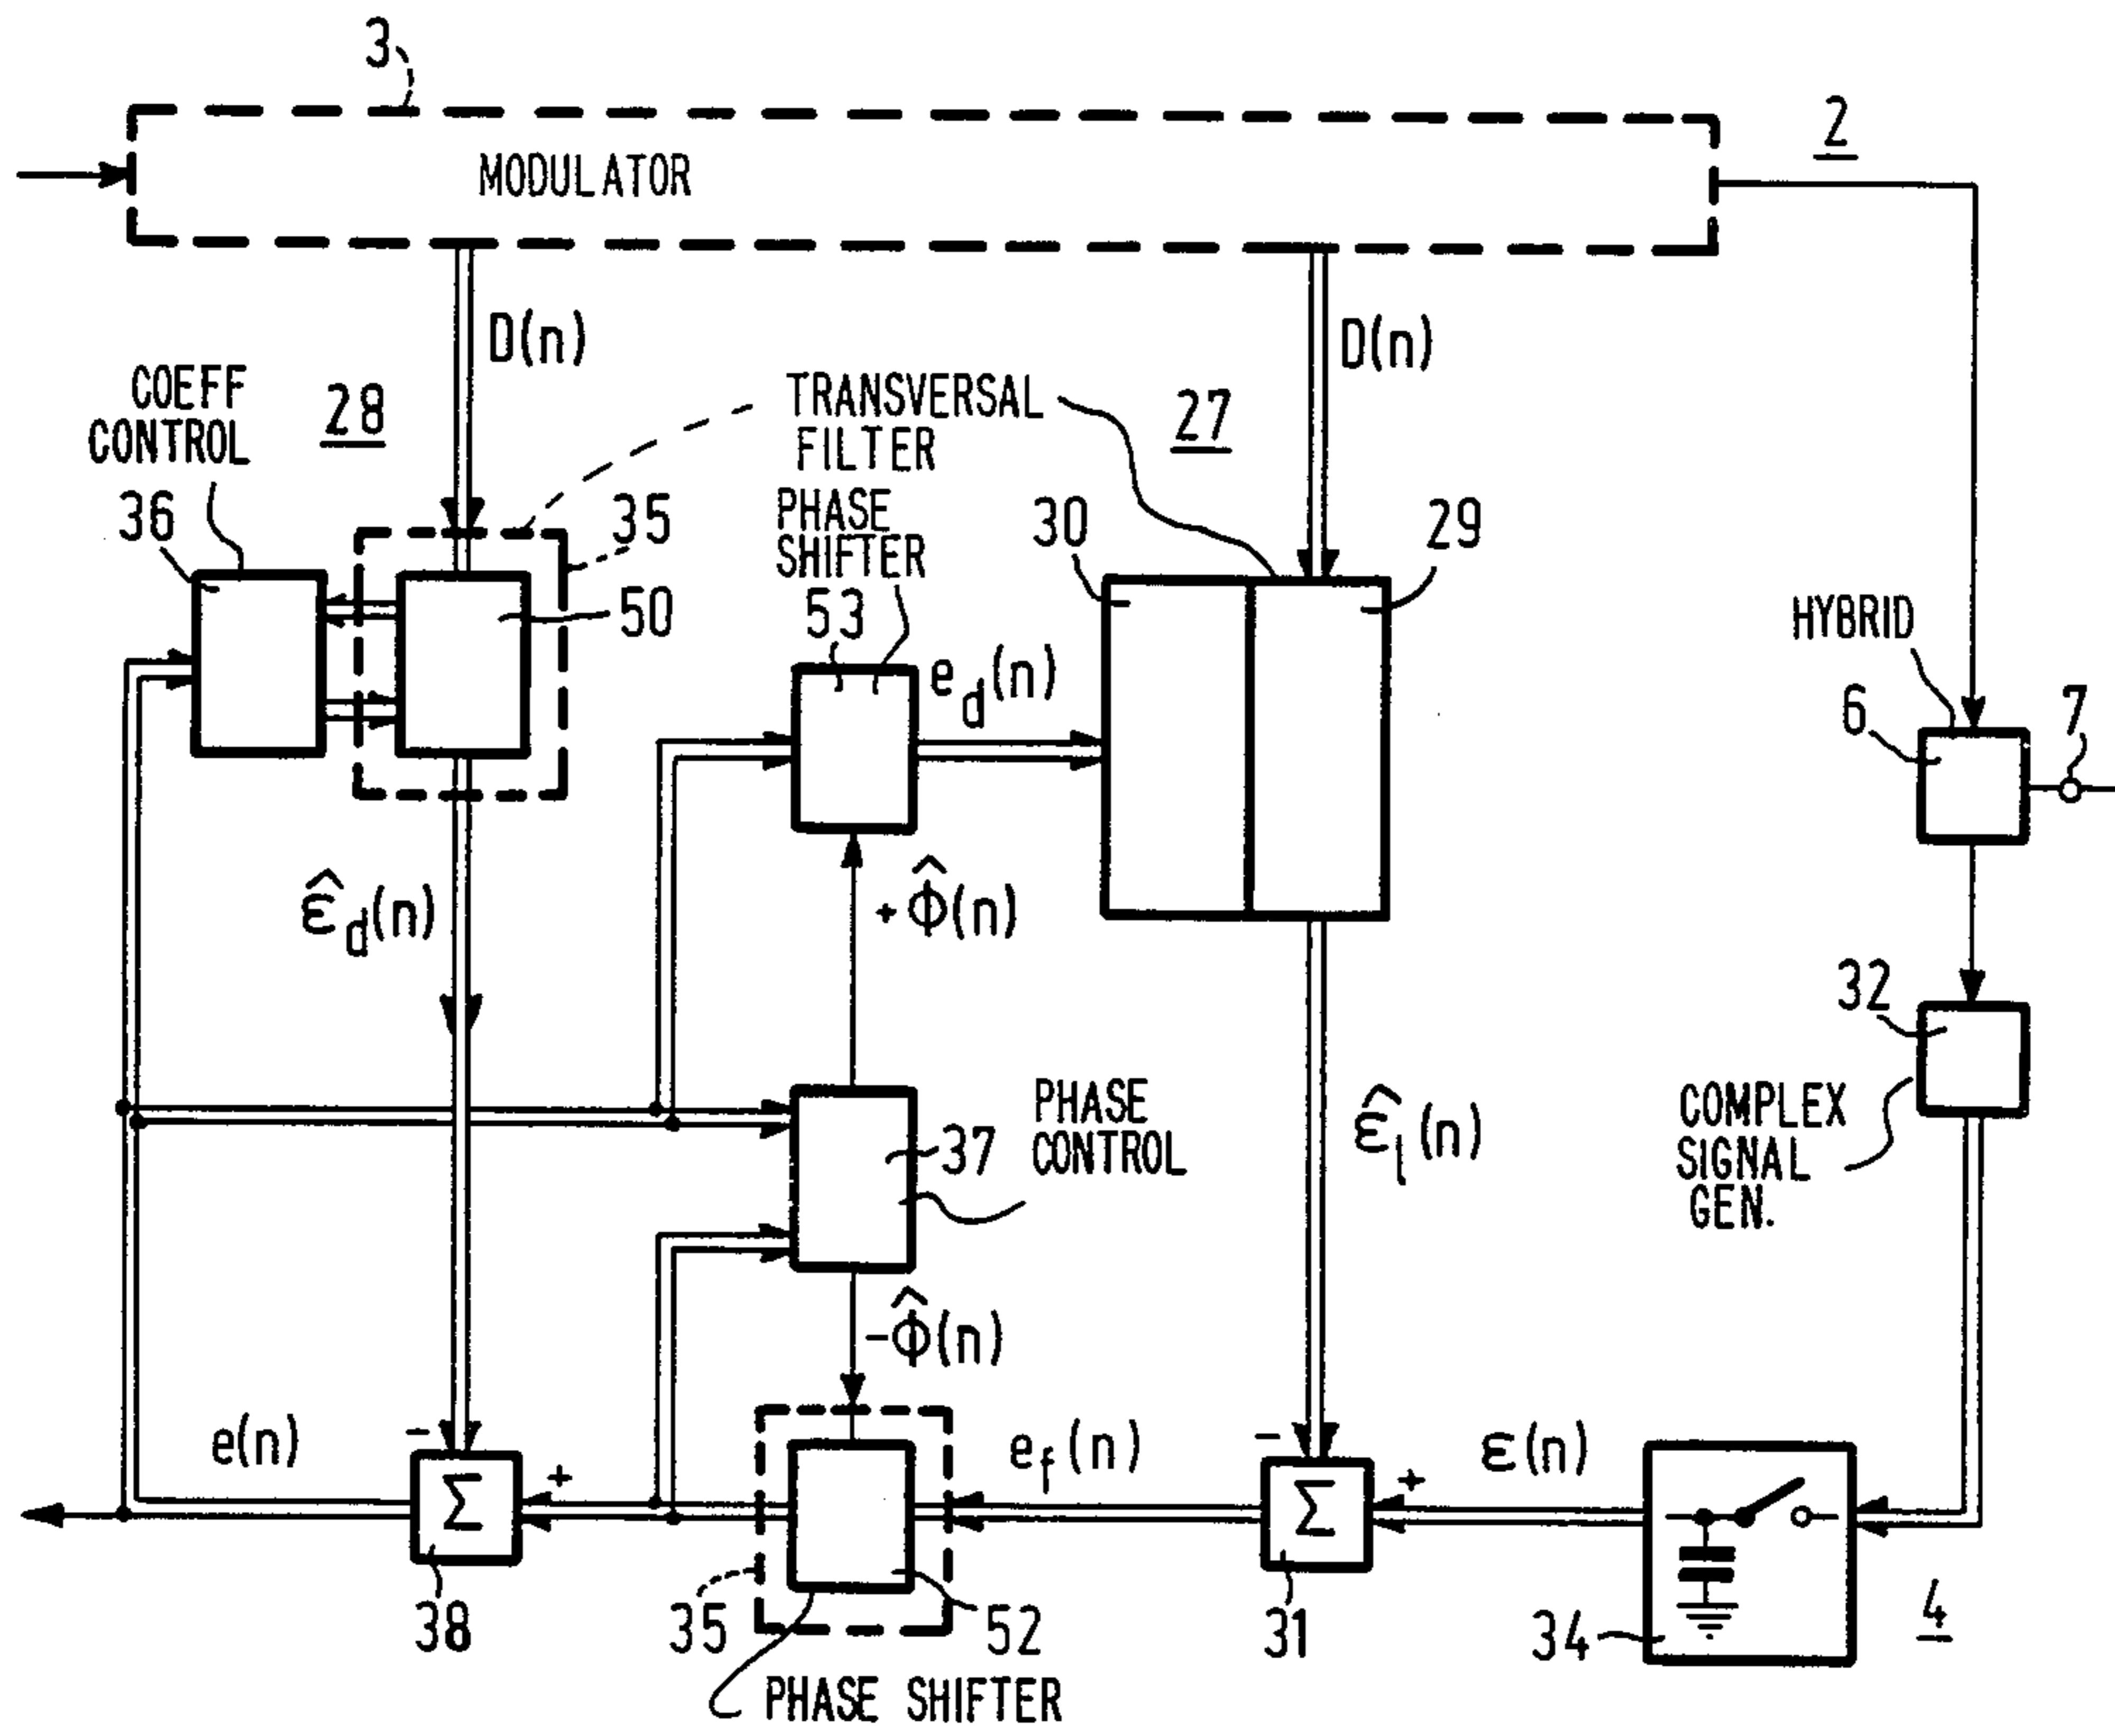 3
2
MODULATOR
D(n)
D(n)
COEFF
CONTROL
28
TRANSVERSAL
FILTER
27
36
35
PHASE
SHIFTER
53
30
29
50
e_d(n)
HYBRID
6
7
ε̂_d(n)
+Φ̂(n)
32
PHASE
CONTROL
37
ε̂_l(n)
COMPLEX
SIGNAL
GEN.
-Φ̂(n)
e(n)
-
Σ
+
e_f(n)
-
Σ
+
ε(n)
38
35
52
31
34
4
PHASE SHIFTER